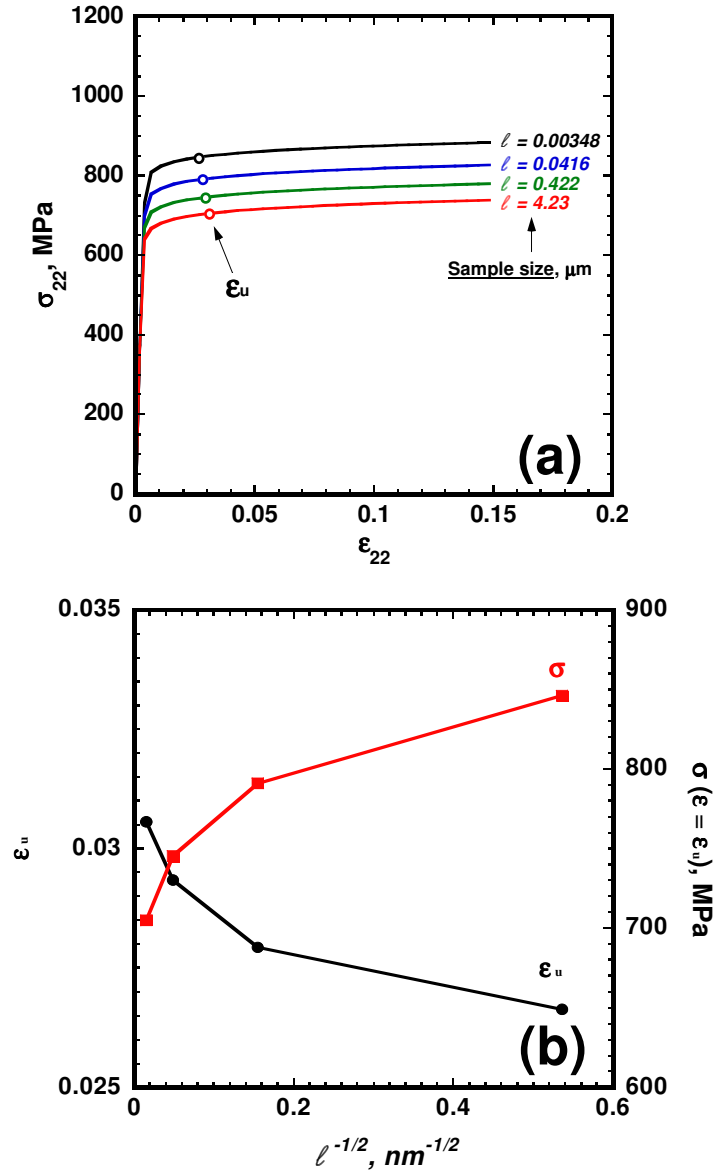 1200
1000
800
600
400
200
0
σ22, MPa
ℓ = 0.00348
ℓ = 0.0416
ℓ = 0.422
ℓ = 4.23
Sample size, μm
εu
(a)
0 0.05 0.1 0.15 0.2
ε22
0.035
0.03
0.025
εu
900
800
700
600
σ (ε = εu), MPa
σ
εu
(b)
0 0.2 0.4 0.6
ℓ -1/2, nm-1/2